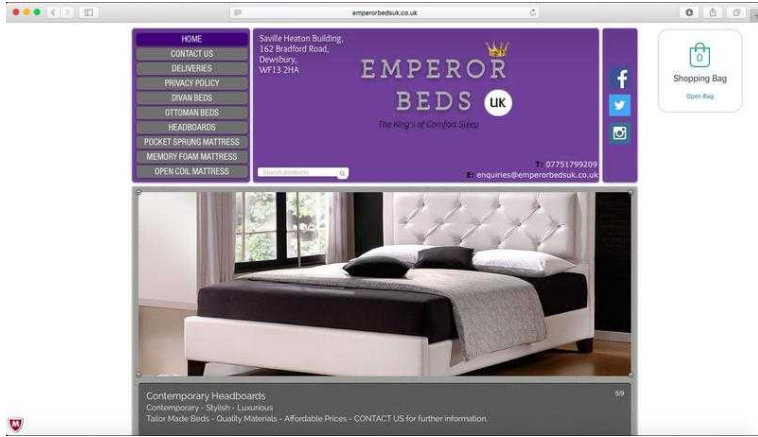 emperorbedsuk.co.uk
HOME
CONTACT US
DELIVERIES
PRIVACY POLICY
DIVAN BEDS
OTTOMAN BEDS
HEADBOARDS
POCKET SPRUNG MATTRESS
MEMORY FOAM MATTRESS
OPEN COIL MATTRESS
Saville Heaton Building,
162 Bradford Road,
Dewsbury,
WF13 2HA
EMPEROR
BEDS UK
The King's of Comfort Sleep
Search products
T: 07751799209
E: enquiries@emperorbedsuk.co.uk
f
0
Shopping Bag
Open Bag
Contemporary Headboards
5/9
Contemporary - Stylish - Luxurious
Tailor Made Beds - Quality Materials - Affordable Prices - CONTACT US for further information.